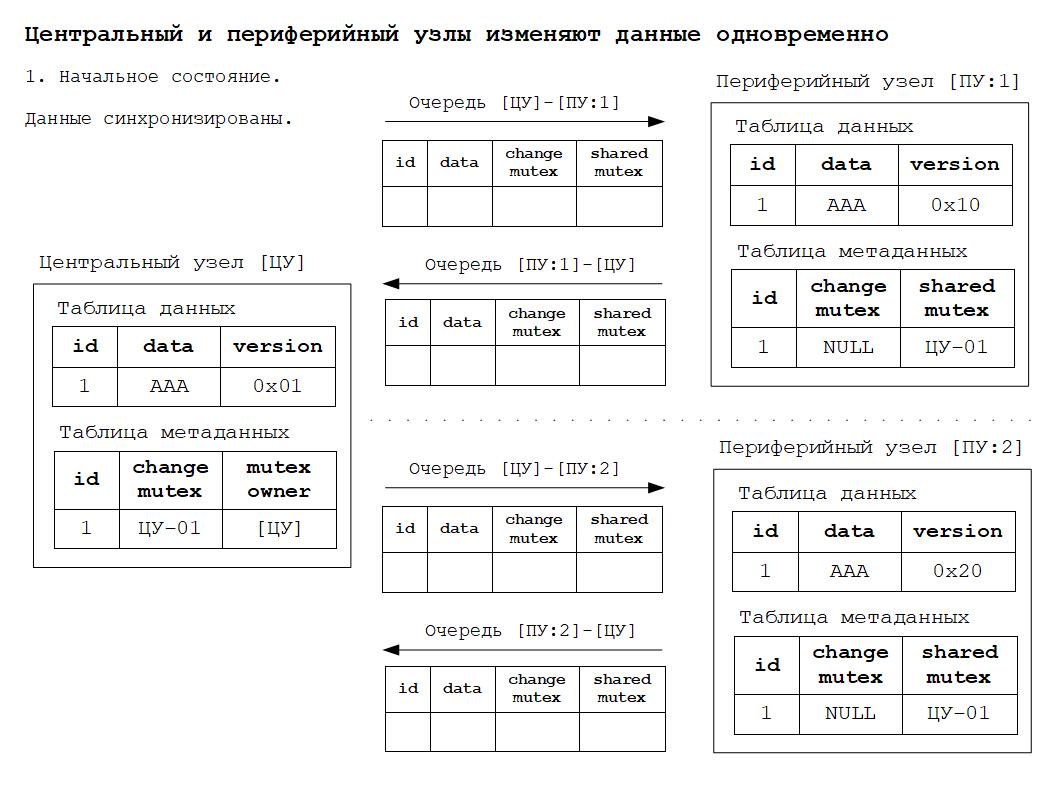 Центральный и периферийный узлы изменяют данные одновременно
1. Начальное состояние.
Данные синхронизированы.
Центральный узел [ЦУ]
Таблица данных
id data version
1 AAA 0x01
Таблица метаданных
id change mutex mutex owner
1 ЦУ-01 [ЦУ]
Очередь [ЦУ]-[ПУ:1]
id data change mutex shared mutex
Очередь [ПУ:1]-[ЦУ]
id data change mutex shared mutex
Периферийный узел [ПУ:1]
Таблица данных
id data version
1 AAA 0x10
Таблица метаданных
id change mutex shared mutex
1 NULL ЦУ-01
Очередь [ЦУ]-[ПУ:2]
id data change mutex shared mutex
Очередь [ПУ:2]-[ЦУ]
id data change mutex shared mutex
Периферийный узел [ПУ:2]
Таблица данных
id data version
1 AAA 0x20
Таблица метаданных
id change mutex shared mutex
1 NULL ЦУ-01